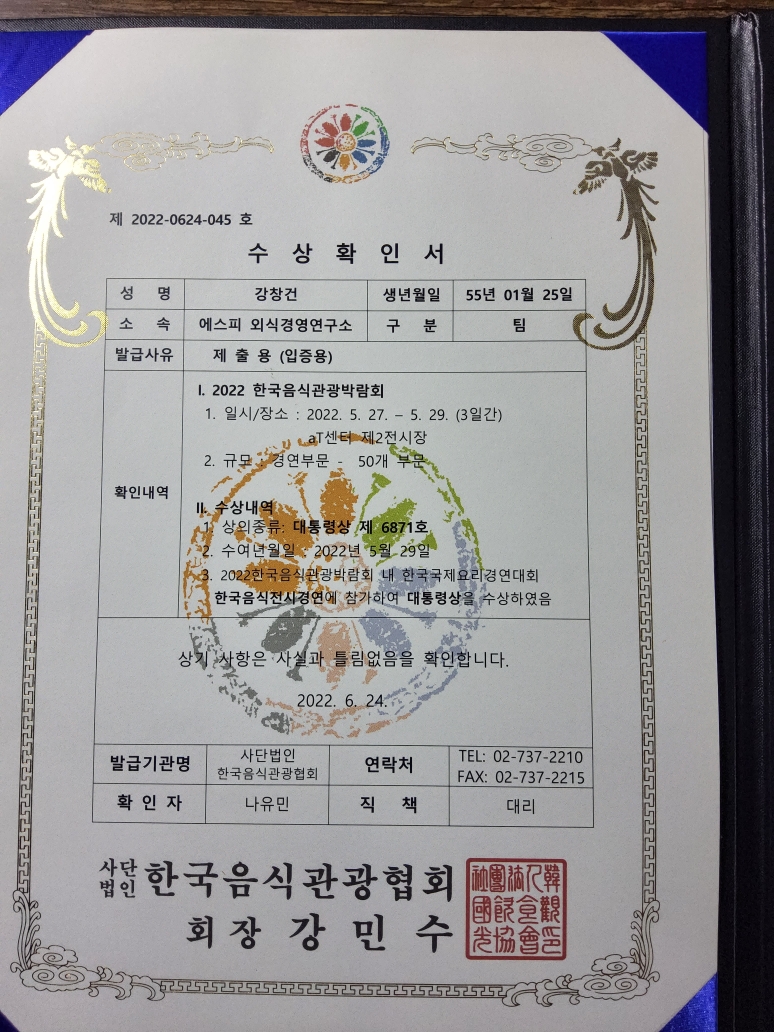 제 2022-0624-045 호
수 상 확 인 서
성 명 강창건 생년월일 55년 01월 25일
소 속 에스피 외식경영연구소 구 분 팀
발급사유 제 출 용 (입증용)
확인내역
I. 2022 한국음식관광박람회
1. 일시/장소 : 2022. 5. 27. – 5. 29. (3일간)
aT센터 제2전시장
2. 규모 : 경연부문 - 50개 부문
II. 수상내역
1. 상의종류: 대통령상 제 6871호
2. 수여년월일 : 2022년 5월 29일
3. 2022한국음식관광박람회 내 한국국제요리경연대회
한국음식전시경연에 참가하여 대통령상을 수상하였음
상기 사항은 사실과 틀림없음을 확인합니다.
2022. 6. 24.
발급기관명 사단법인 한국음식관광협회 연락처 TEL: 02-737-2210
FAX: 02-737-2215
확 인 자 나유민 직 책 대리
사단법인 한국음식관광협회
회장 강 민 수